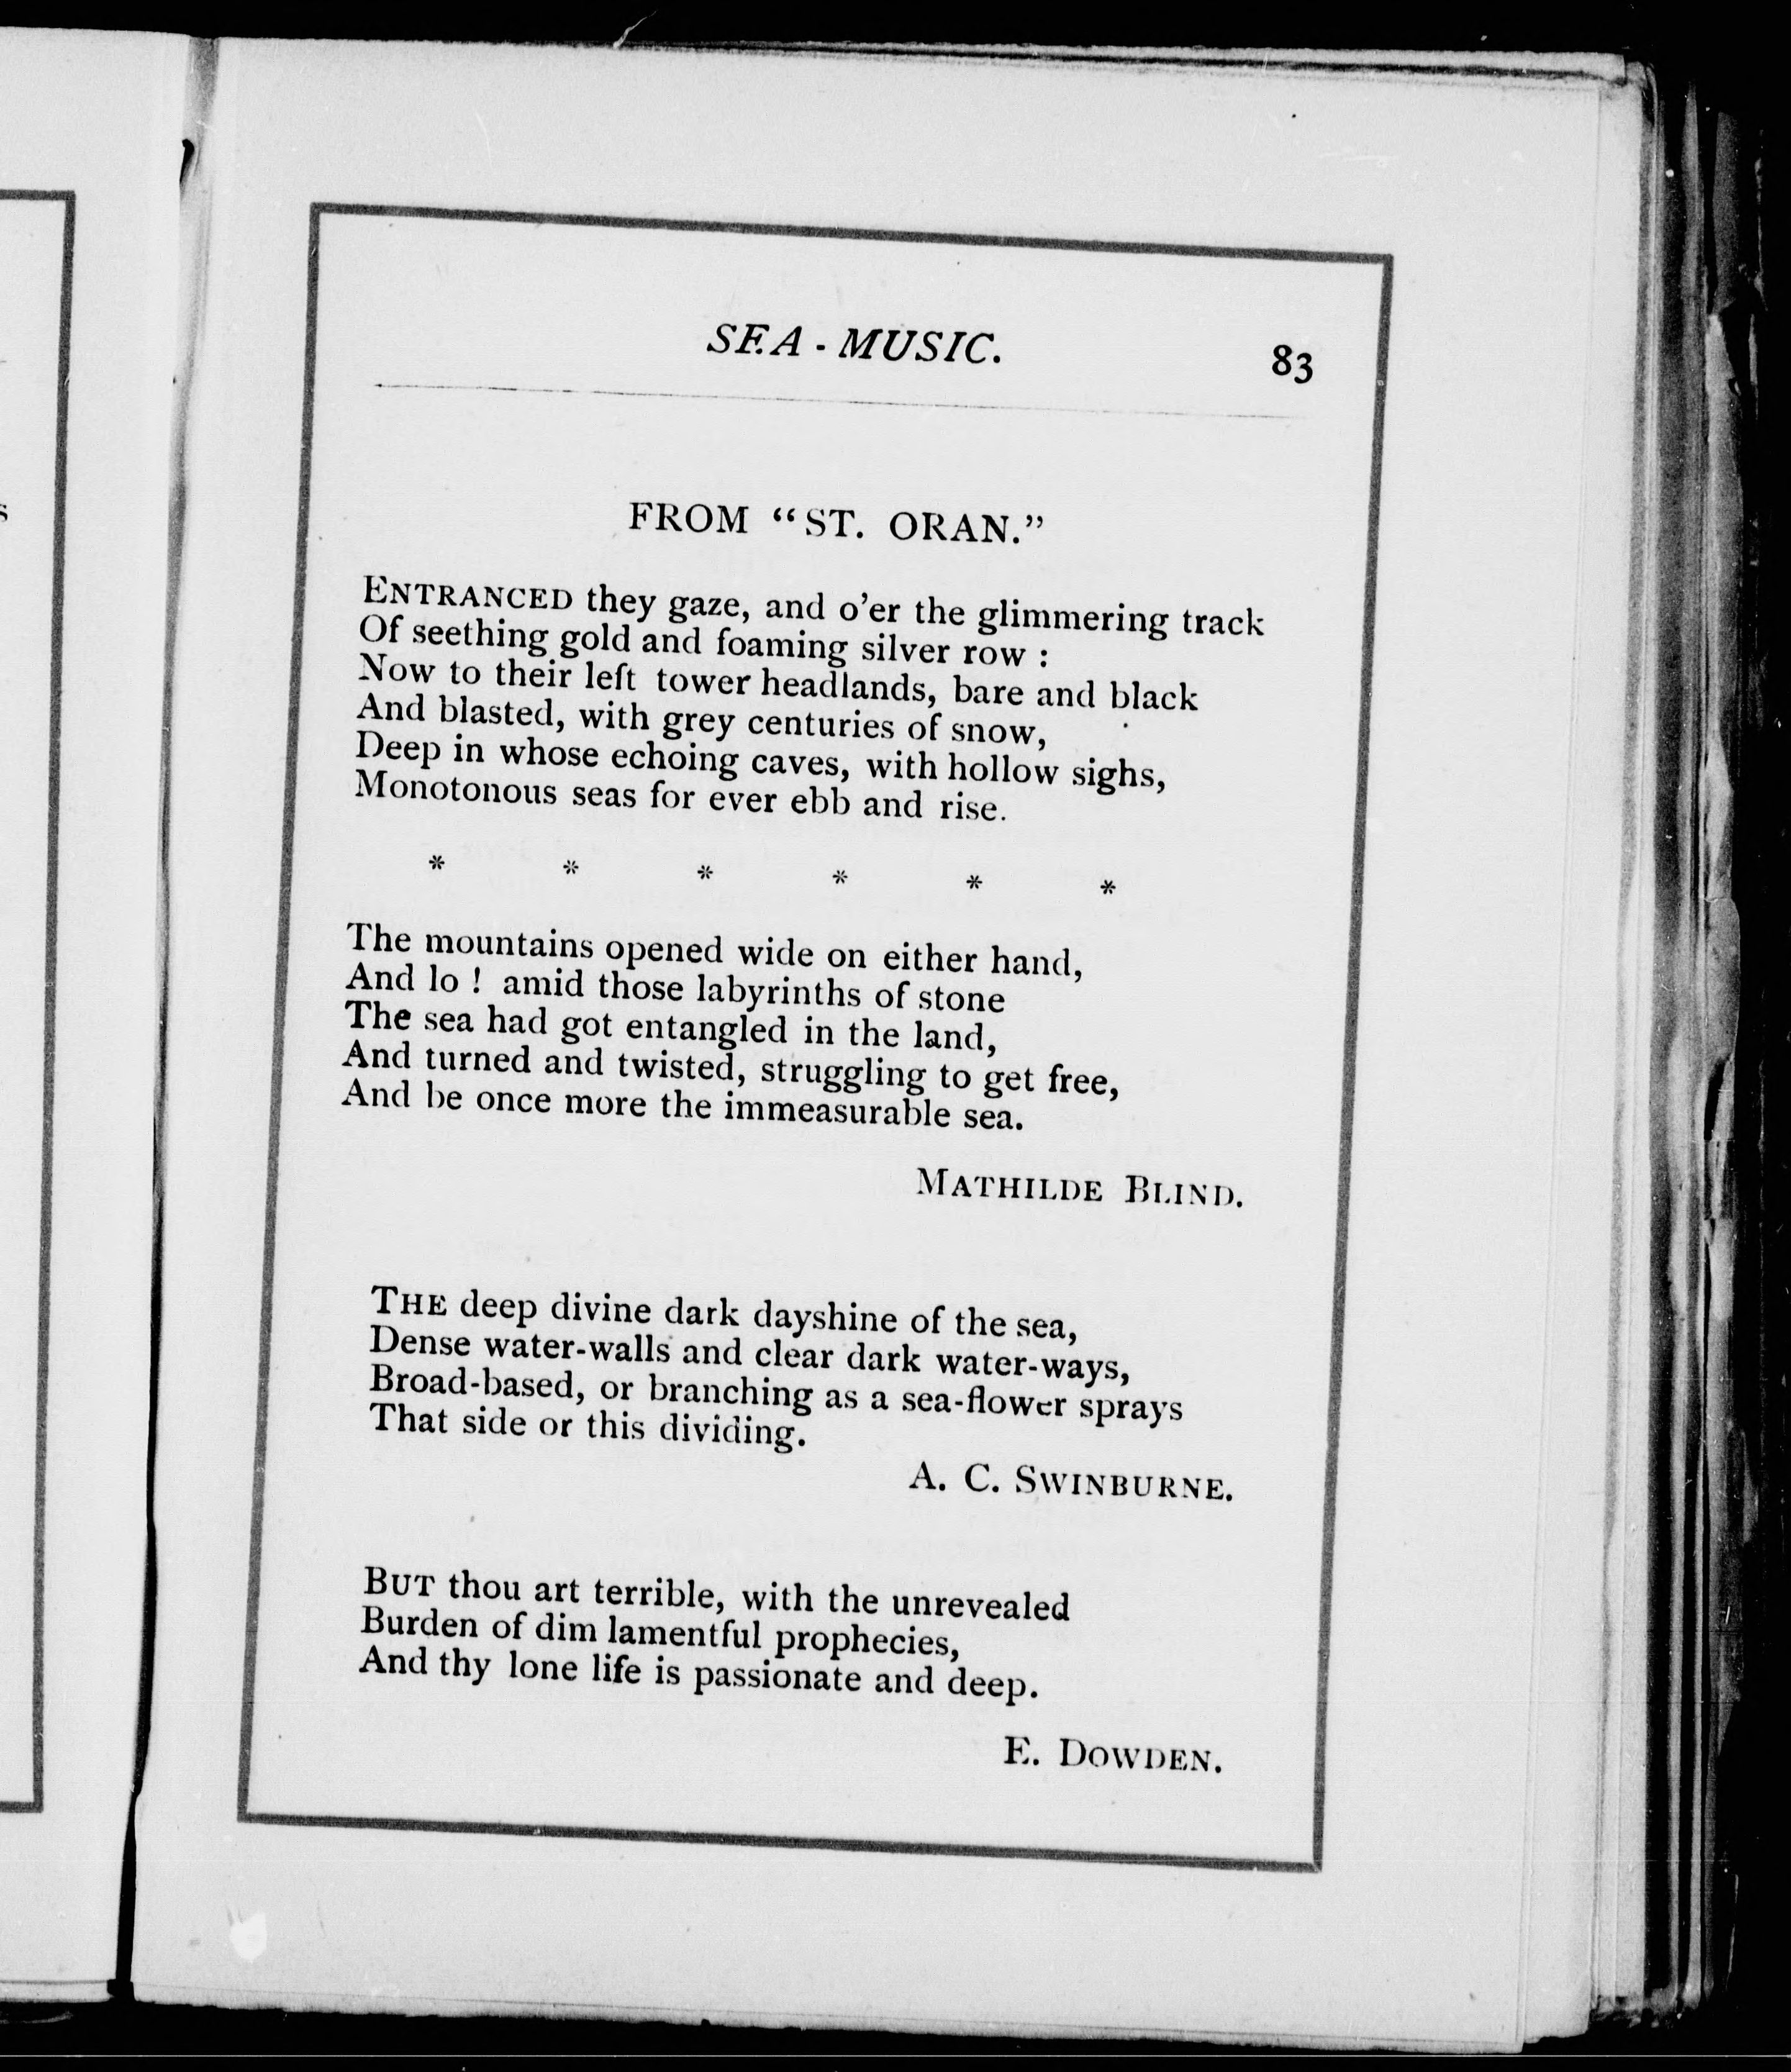 SEA - MUSIC. 83
FROM "ST. ORAN."
ENTRANCED they gaze, and o'er the glimmering track
Of seething gold and foaming silver row :
Now to their left tower headlands, bare and black
And blasted, with grey centuries of snow,
Deep in whose echoing caves, with hollow sighs,
Monotonous seas for ever ebb and rise.
* * * * * *
The mountains opened wide on either hand,
And lo ! amid those labyrinths of stone
The sea had got entangled in the land,
And turned and twisted, struggling to get free,
And be once more the immeasurable sea.
MATHILDE BLIND.
THE deep divine dark dayshine of the sea,
Dense water-walls and clear dark water-ways,
Broad-based, or branching as a sea-flower sprays
That side or this dividing.
A. C. SWINBURNE.
BUT thou art terrible, with the unrevealed
Burden of dim lamentful prophecies,
And thy lone life is passionate and deep.
E. DOWDEN.